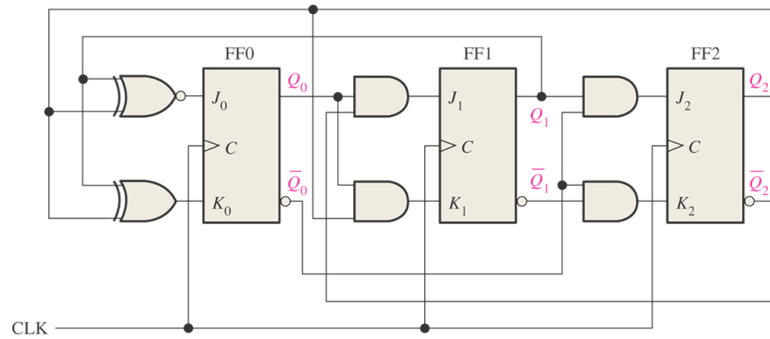 FF0 FF1 FF2
J₀ Q₀ J₁ Q₁ J₂ Q₂
C C C
K₀ Q̅₀ K₁ Q̅₁ K₂ Q̅₂
CLK